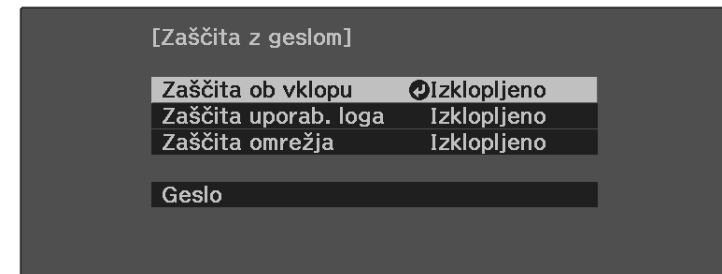 [Zaščita z geslom]
Zaščita ob vklopu Izklopljeno
Zaščita uporab. loga Izklopljeno
Zaščita omrežja Izklopljeno
Geslo